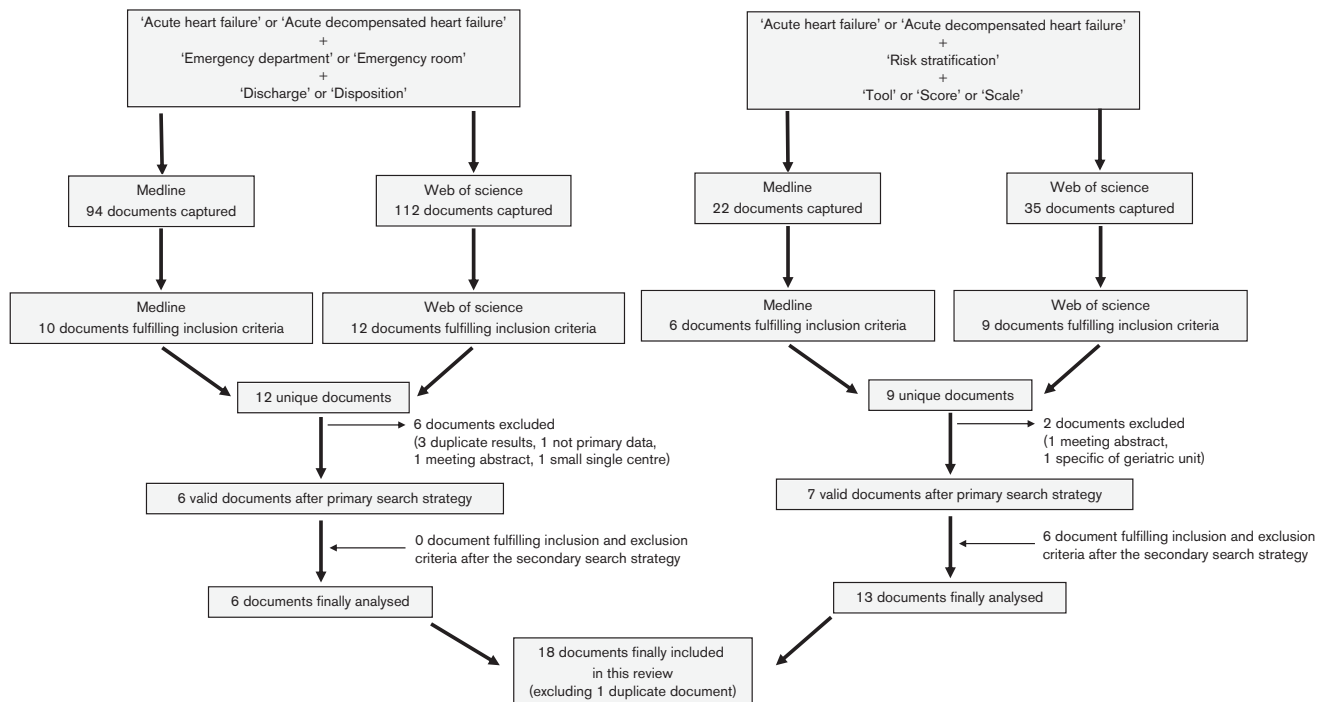 ‘Acute heart failure’ or ‘Acute decompensated heart failure’
+
‘Emergency department’ or ‘Emergency room’
+
‘Discharge’ or ‘Disposition’
Medline
94 documents captured
Web of science
112 documents captured
Medline
10 documents fulfilling inclusion criteria
Web of science
12 documents fulfilling inclusion criteria
12 unique documents
6 documents excluded
(3 duplicate results, 1 not primary data,
1 meeting abstract, 1 small single centre)
6 valid documents after primary search strategy
0 document fulfilling inclusion and exclusion
criteria after the secondary search strategy
6 documents finally analysed
‘Acute heart failure’ or ‘Acute decompensated heart failure’
+
‘Risk stratification’
+
‘Tool’ or ‘Score’ or ‘Scale’
Medline
22 documents captured
Web of science
35 documents captured
Medline
6 documents fulfilling inclusion criteria
Web of science
9 documents fulfilling inclusion criteria
9 unique documents
2 documents excluded
(1 meeting abstract,
1 specific of geriatric unit)
7 valid documents after primary search strategy
6 document fulfilling inclusion and exclusion
criteria after the secondary search strategy
13 documents finally analysed
18 documents finally included
in this review
(excluding 1 duplicate document)